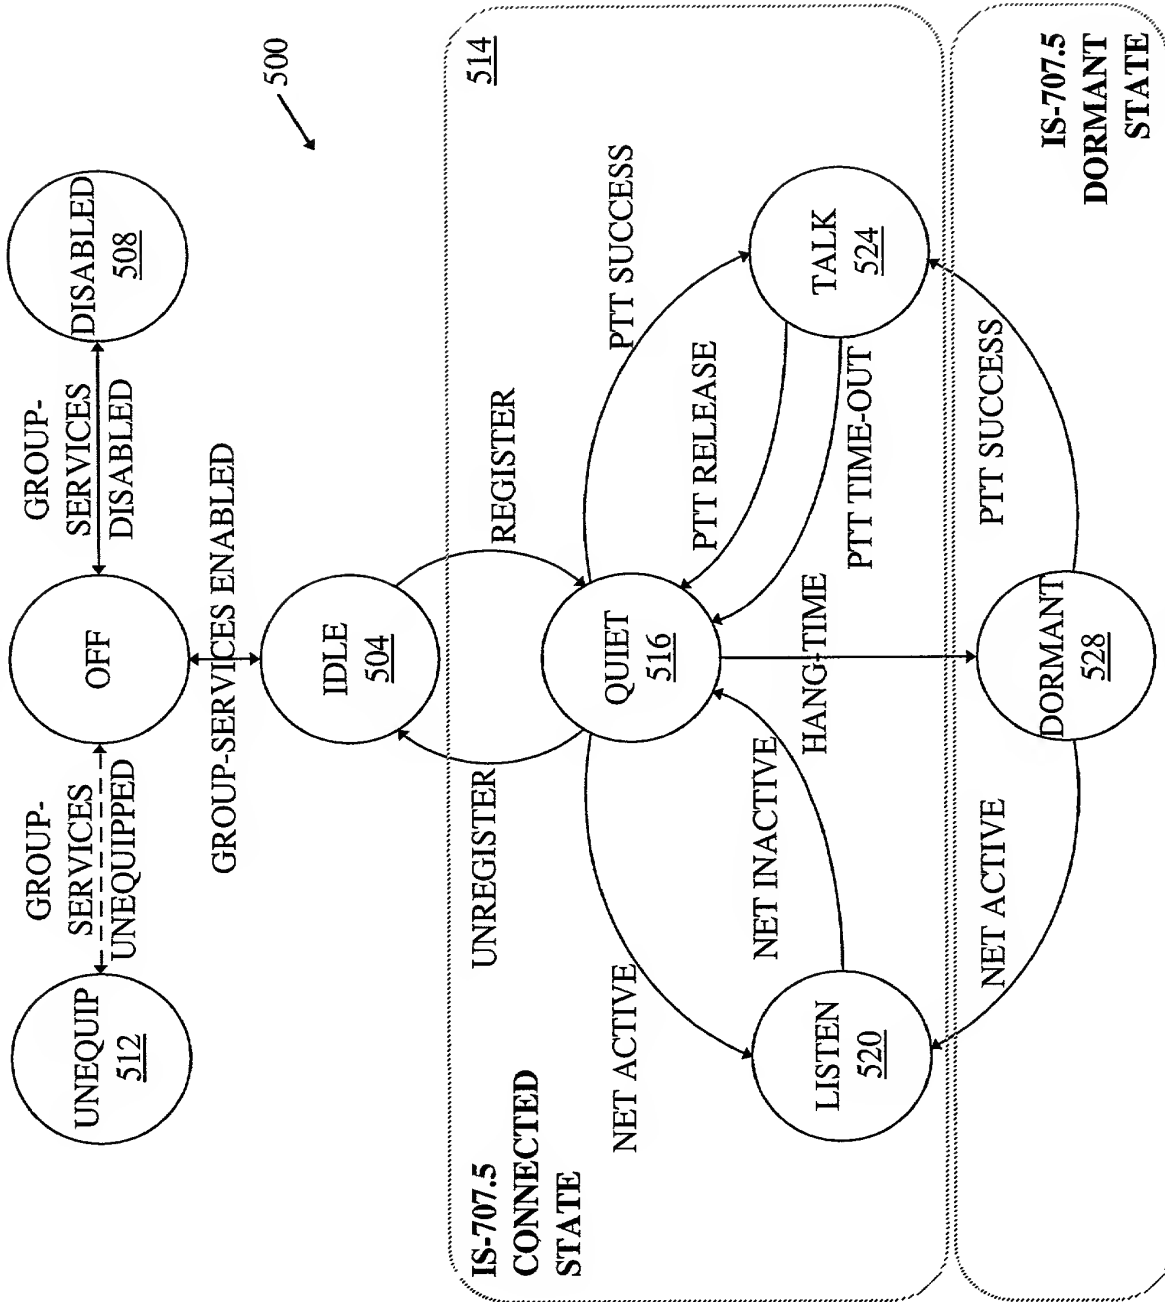 UNEQUIP
512
GROUP-
SERVICES
UNEQUIPPED
OFF
GROUP-
SERVICES
DISABLED
DISABLED
508
GROUP-SERVICES ENABLED
500
IDLE
504
UNREGISTER
REGISTER
514
IS-707.5
CONNECTED
STATE
NET ACTIVE
QUIET
516
PTT SUCCESS
PTT RELEASE
NET INACTIVE
HANG-TIME
PTT TIME-OUT
LISTEN
520
TALK
524
NET ACTIVE
PTT SUCCESS
DORMANT
528
IS-707.5
DORMANT
STATE